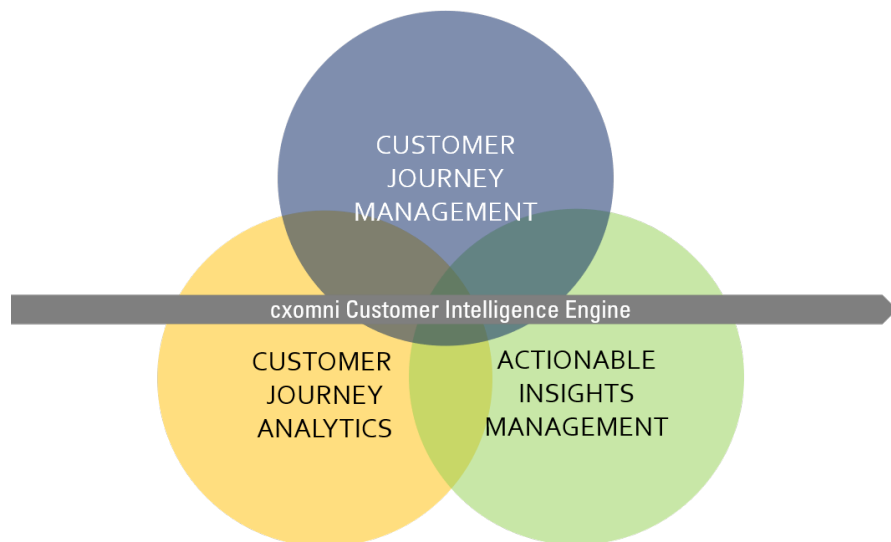 CUSTOMER
JOURNEY
MANAGEMENT
cxomni Customer Intelligence Engine
CUSTOMER
JOURNEY
ANALYTICS
ACTIONABLE
INSIGHTS
MANAGEMENT